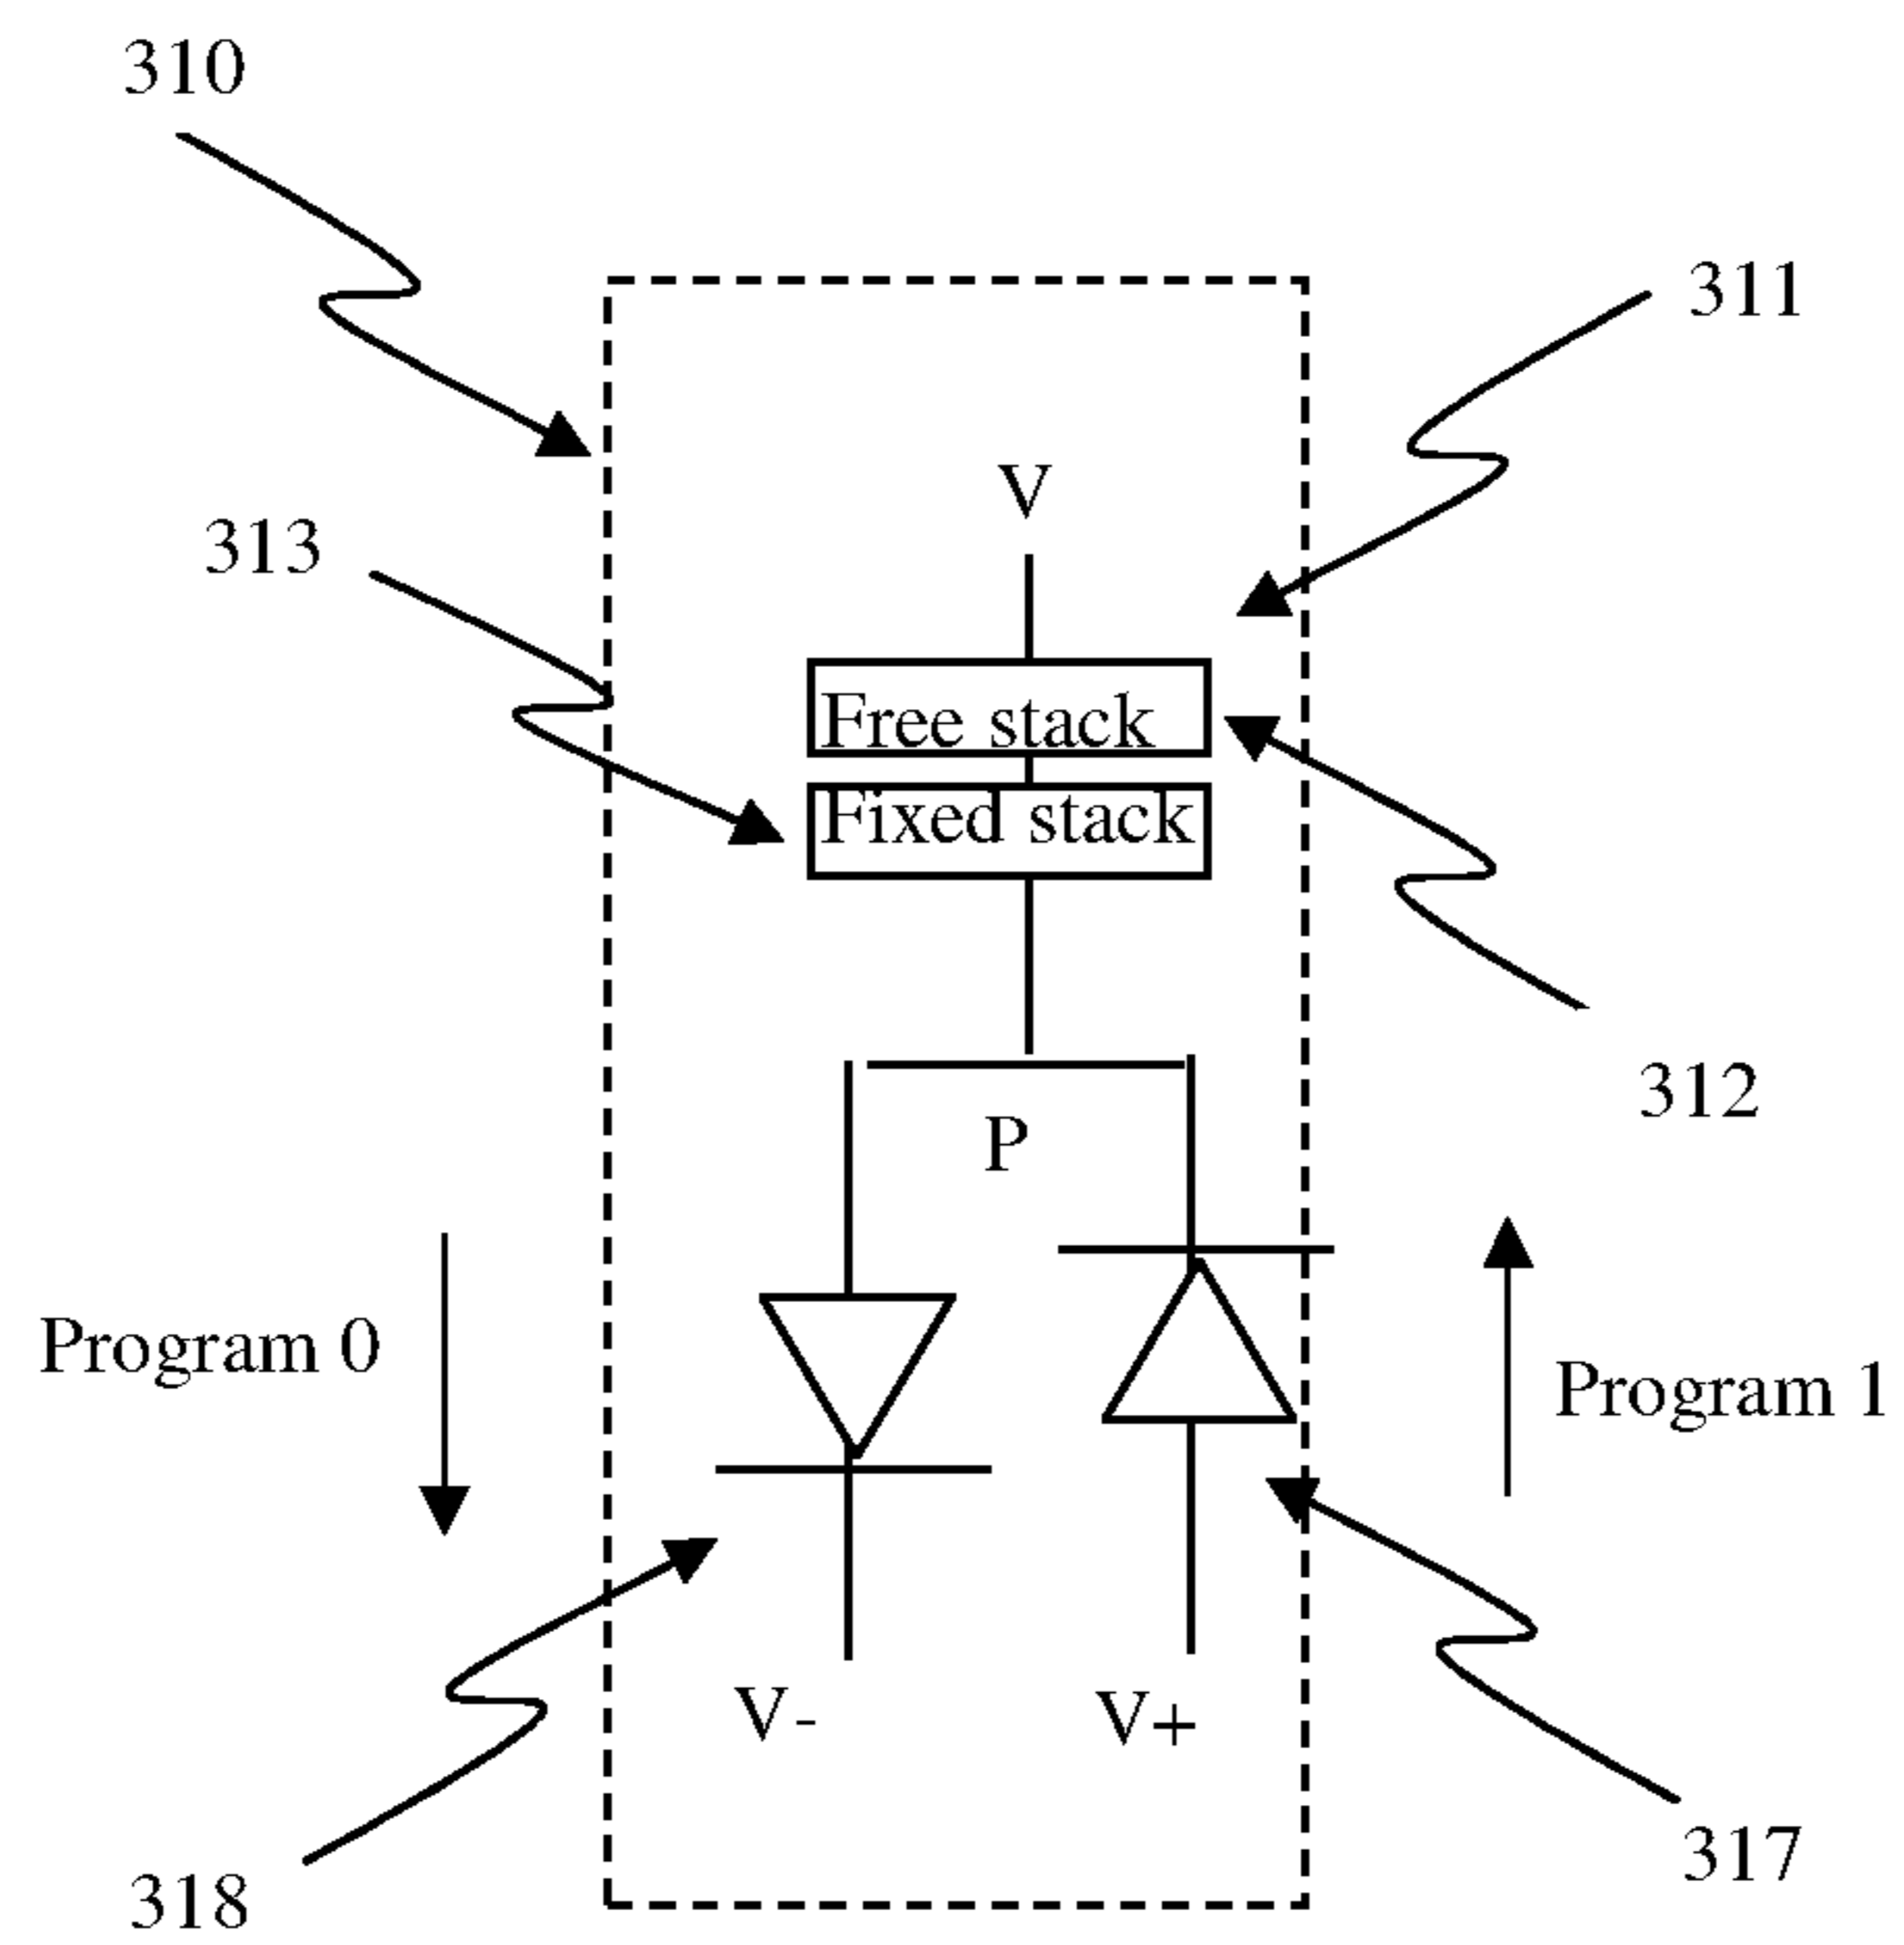 310
311
V
313
Free stack
Fixed stack
312
P
Program 0
Program 1
V-
V+
317
318